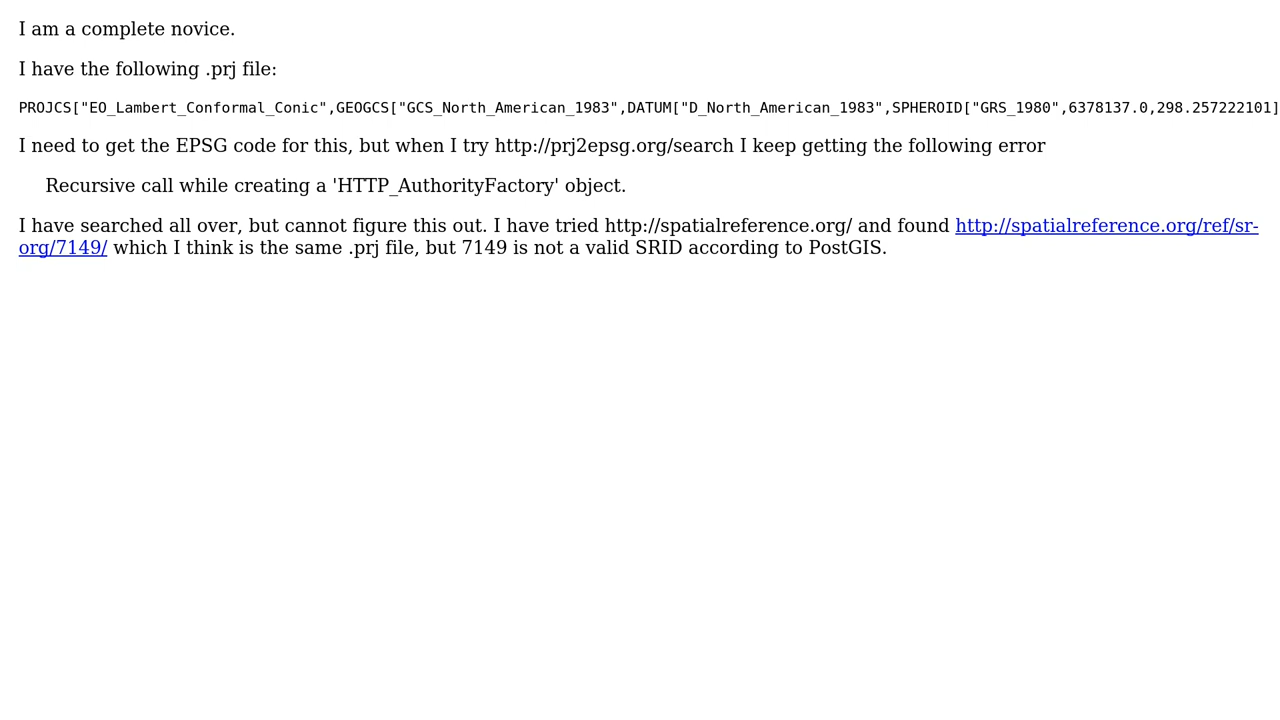 I am a complete novice.
I have the following .prj file:
PROJCS["EO_Lambert_Conformal_Conic",GEOGCS["GCS_North_American_1983",DATUM["D_North_American_1983",SPHEROID["GRS_1980",6378137.0,298.257222101]
I need to get the EPSG code for this, but when I try http://prj2epsg.org/search I keep getting the following error
Recursive call while creating a 'HTTP_AuthorityFactory' object.
I have searched all over, but cannot figure this out. I have tried http://spatialreference.org/ and found http://spatialreference.org/ref/sr-
org/7149/ which I think is the same .prj file, but 7149 is not a valid SRID according to PostGIS.